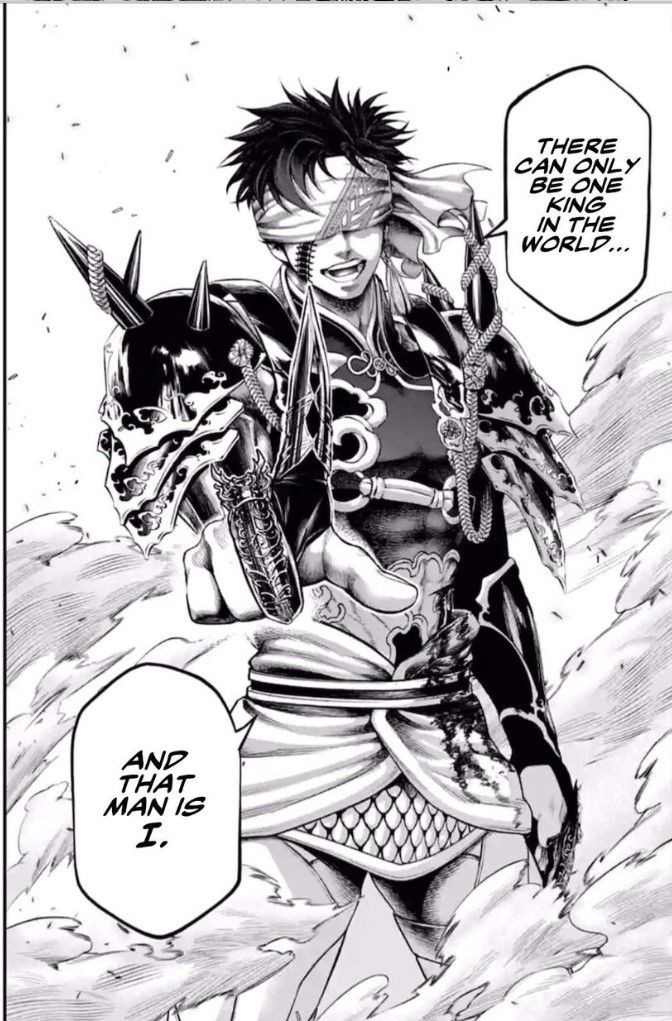 THERE
CAN ONLY
BE ONE
KING
IN THE
WORLD...
AND
THAT
MAN IS
I.